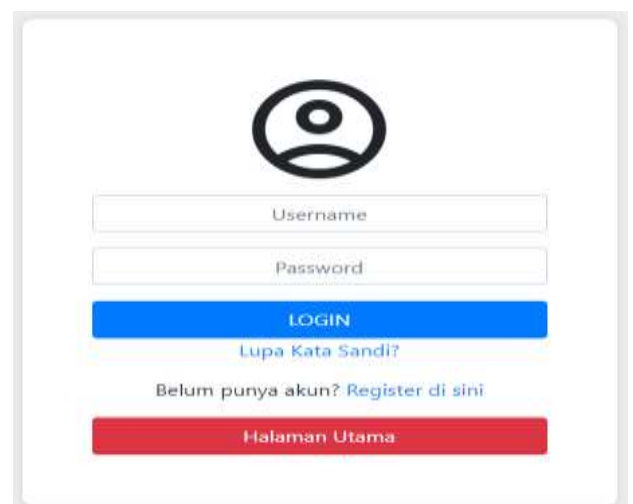 Username
Password
LOGIN
Lupa Kata Sandi?
Belum punya akun? Register di sini
Halaman Utama